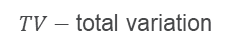 TV – total variation